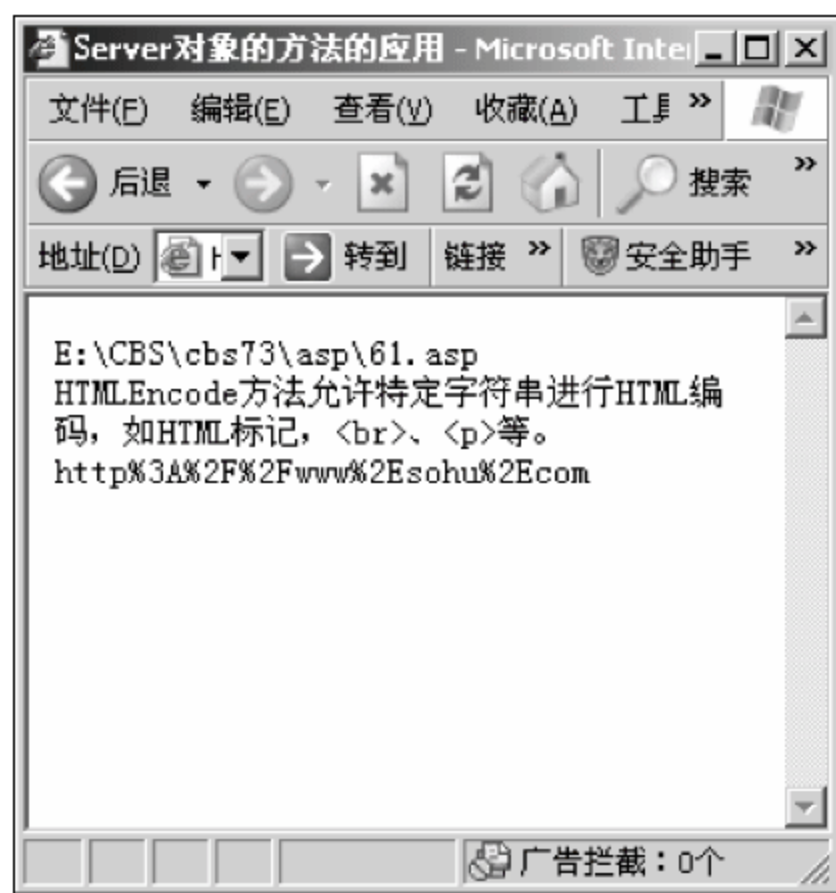 Server对象的方法的应用 - Microsoft Inter
文件(F) 编辑(E) 查看(V) 收藏(A) 工具 »
后退 搜索 »
地址(D) 转到 链接 » 安全助手 »
E:\CBS\cbs73\asp\61.asp
HTMLEncode方法允许特定字符串进行HTML编
码，如HTML标记，<br>、<p>等。
http%3A%2F%2Fwww%2Esohu%2Ecom
广告拦截：0个